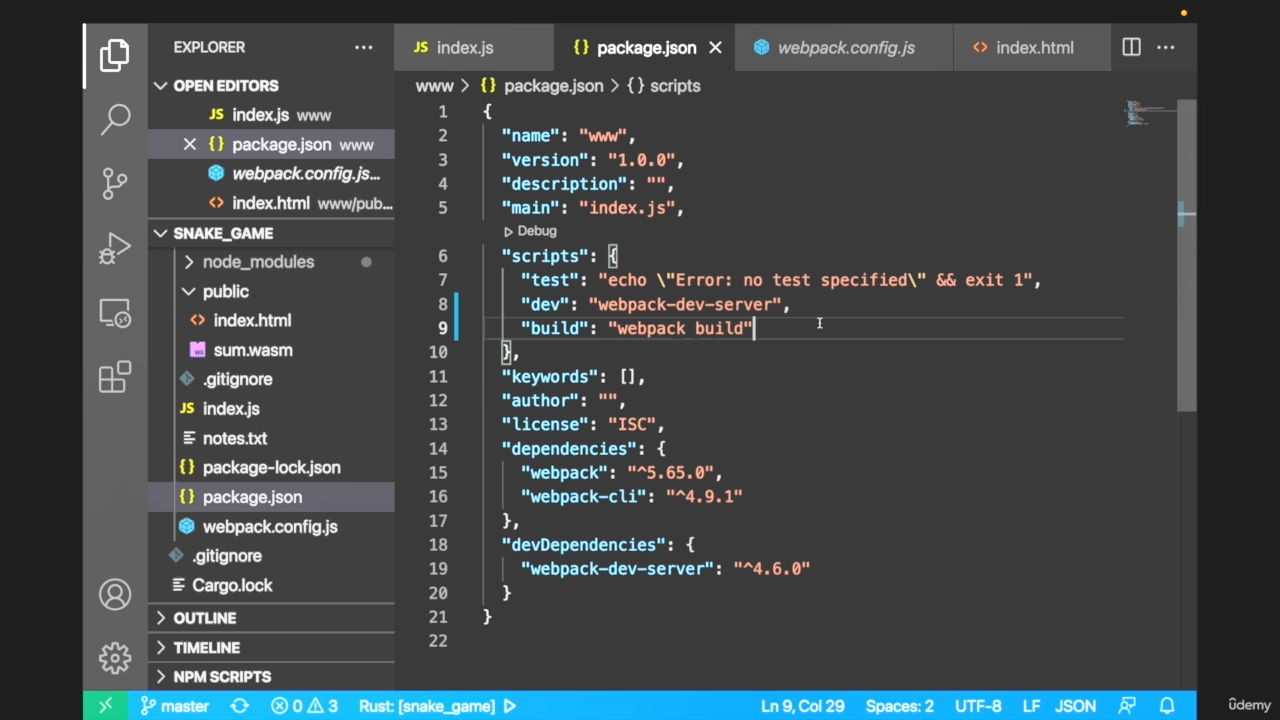 EXPLORER
OPEN EDITORS
JS index.js www
{} package.json www
webpack.config.js...
<> index.html www/pub...
SNAKE_GAME
node_modules
public
<> index.html
WA sum.wasm
.gitignore
JS index.js
notes.txt
{} package-lock.json
{} package.json
webpack.config.js
.gitignore
Cargo.lock
OUTLINE
TIMELINE
NPM SCRIPTS
JS index.js
{} package.json
webpack.config.js
<> index.html
www > {} package.json > {} scripts
1 {
2 "name": "www",
3 "version": "1.0.0",
4 "description": "",
5 "main": "index.js",
Debug
6 "scripts": {
7 "test": "echo \"Error: no test specified\" && exit 1",
8 "dev": "webpack-dev-server",
9 "build": "webpack build"
10 },
11 "keywords": [],
12 "author": "",
13 "license": "ISC",
14 "dependencies": {
15 "webpack": "^5.65.0",
16 "webpack-cli": "^4.9.1"
17 },
18 "devDependencies": {
19 "webpack-dev-server": "^4.6.0"
20 }
21 }
22
master 0 3 Rust: [snake_game] Ln 9, Col 29 Spaces: 2 UTF-8 LF JSON
ûdemy